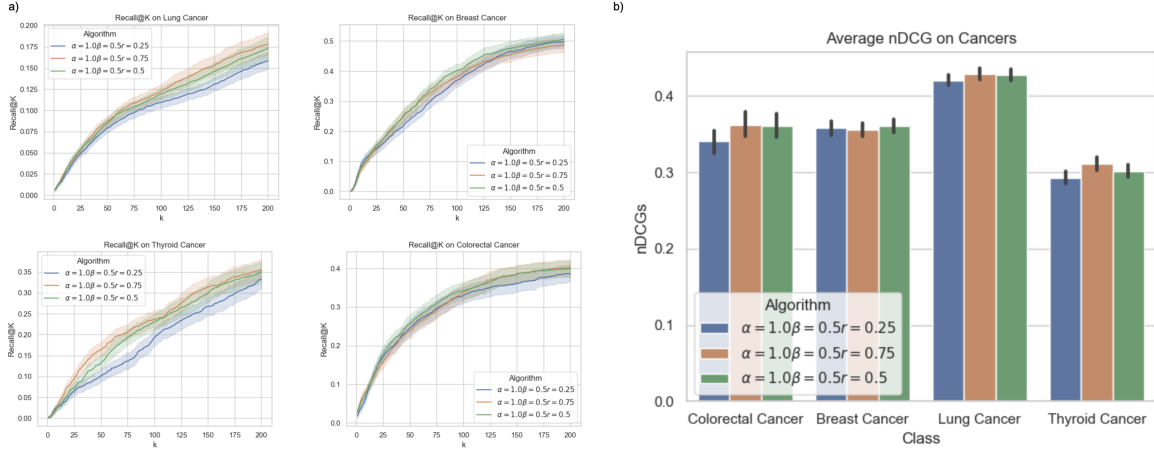 a)
Recall@K on Lung Cancer
0.200
0.175
0.150
0.125
0.100
0.075
0.050
0.025
0.000
Recall@K
Algorithm
α = 1.0β = 0.5r = 0.25
α = 1.0β = 0.5r = 0.75
α = 1.0β = 0.5r = 0.5
0 25 50 75 100 125 150 175 200
k
Recall@K on Breast Cancer
0.5
0.4
0.3
0.2
0.1
0.0
Recall@K
Algorithm
α = 1.0β = 0.5r = 0.25
α = 1.0β = 0.5r = 0.75
α = 1.0β = 0.5r = 0.5
0 25 50 75 100 125 150 175 200
k
Recall@K on Thyroid Cancer
0.35
0.30
0.25
0.20
0.15
0.10
0.05
0.00
Recall@K
Algorithm
α = 1.0β = 0.5r = 0.25
α = 1.0β = 0.5r = 0.75
α = 1.0β = 0.5r = 0.5
0 25 50 75 100 125 150 175 200
k
Recall@K on Colorectal Cancer
0.4
0.3
0.2
0.1
0.0
Recall@K
Algorithm
α = 1.0β = 0.5r = 0.25
α = 1.0β = 0.5r = 0.75
α = 1.0β = 0.5r = 0.5
0 25 50 75 100 125 150 175 200
k
b)
Average nDCG on Cancers
0.4
0.3
0.2
0.1
0.0
nDCGs
Algorithm
α = 1.0β = 0.5r = 0.25
α = 1.0β = 0.5r = 0.75
α = 1.0β = 0.5r = 0.5
Colorectal Cancer Breast Cancer Lung Cancer Thyroid Cancer
Class